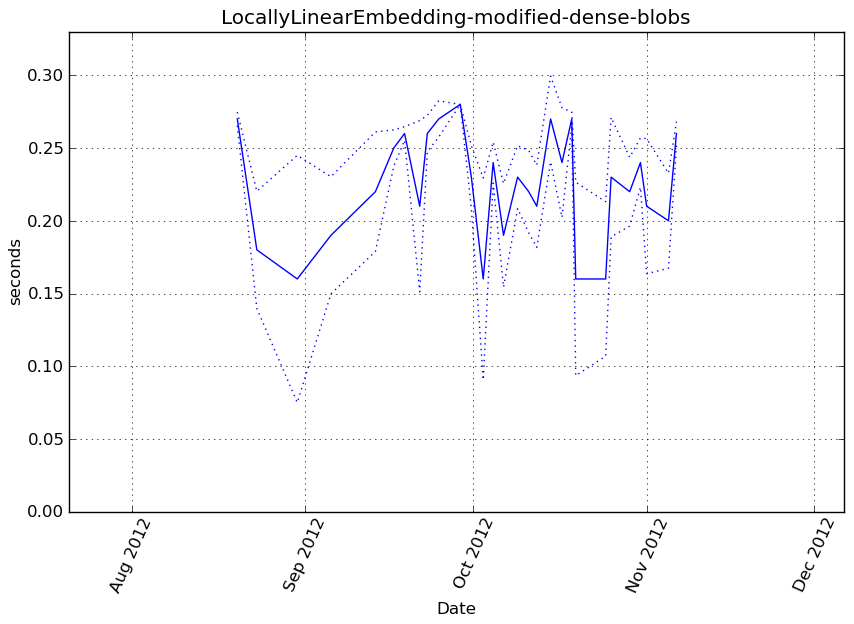 LocallyLinearEmbedding-modified-dense-blobs
0.30
0.25
0.20
0.15
0.10
0.05
0.00
seconds
Aug 2012
Sep 2012
Oct 2012
Nov 2012
Dec 2012
Date